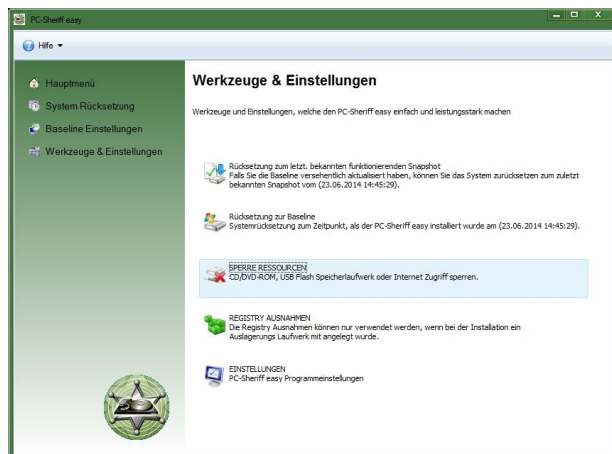 PC-Sheriff easy
Hilfe
Hauptmenü
System Rücksetzung
Baseline Einstellungen
Werkzeuge & Einstellungen
Werkzeuge & Einstellungen
Werkzeuge und Einstellungen, welche den PC-Sheriff easy einfach und leistungsstark machen
Rücksetzung zum letzt. bekannten funktionierenden Snapshot
Falls Sie die Baseline versehentlich aktualisiert haben, können Sie das System zurücksetzen zum zuletzt
bekannten Snapshot vom (23.06.2014 14:45:29).
Rücksetzung zur Baseline
Systemrücksetzung zum Zeitpunkt, als der PC-Sheriff easy installiert wurde am (23.06.2014 14:45:29).
SPERRE RESSOURCEN
CD/DVD-ROM, USB Flash Speicherlaufwerk oder Internet Zugriff sperren.
REGISTRY AUSNAHMEN
Die Registry Ausnahmen können nur verwendet werden, wenn bei der Installation ein
Auslagerungs Laufwerk mit angelegt wurde.
EINSTELLUNGEN
PC-Sheriff easy Programmeinstellungen